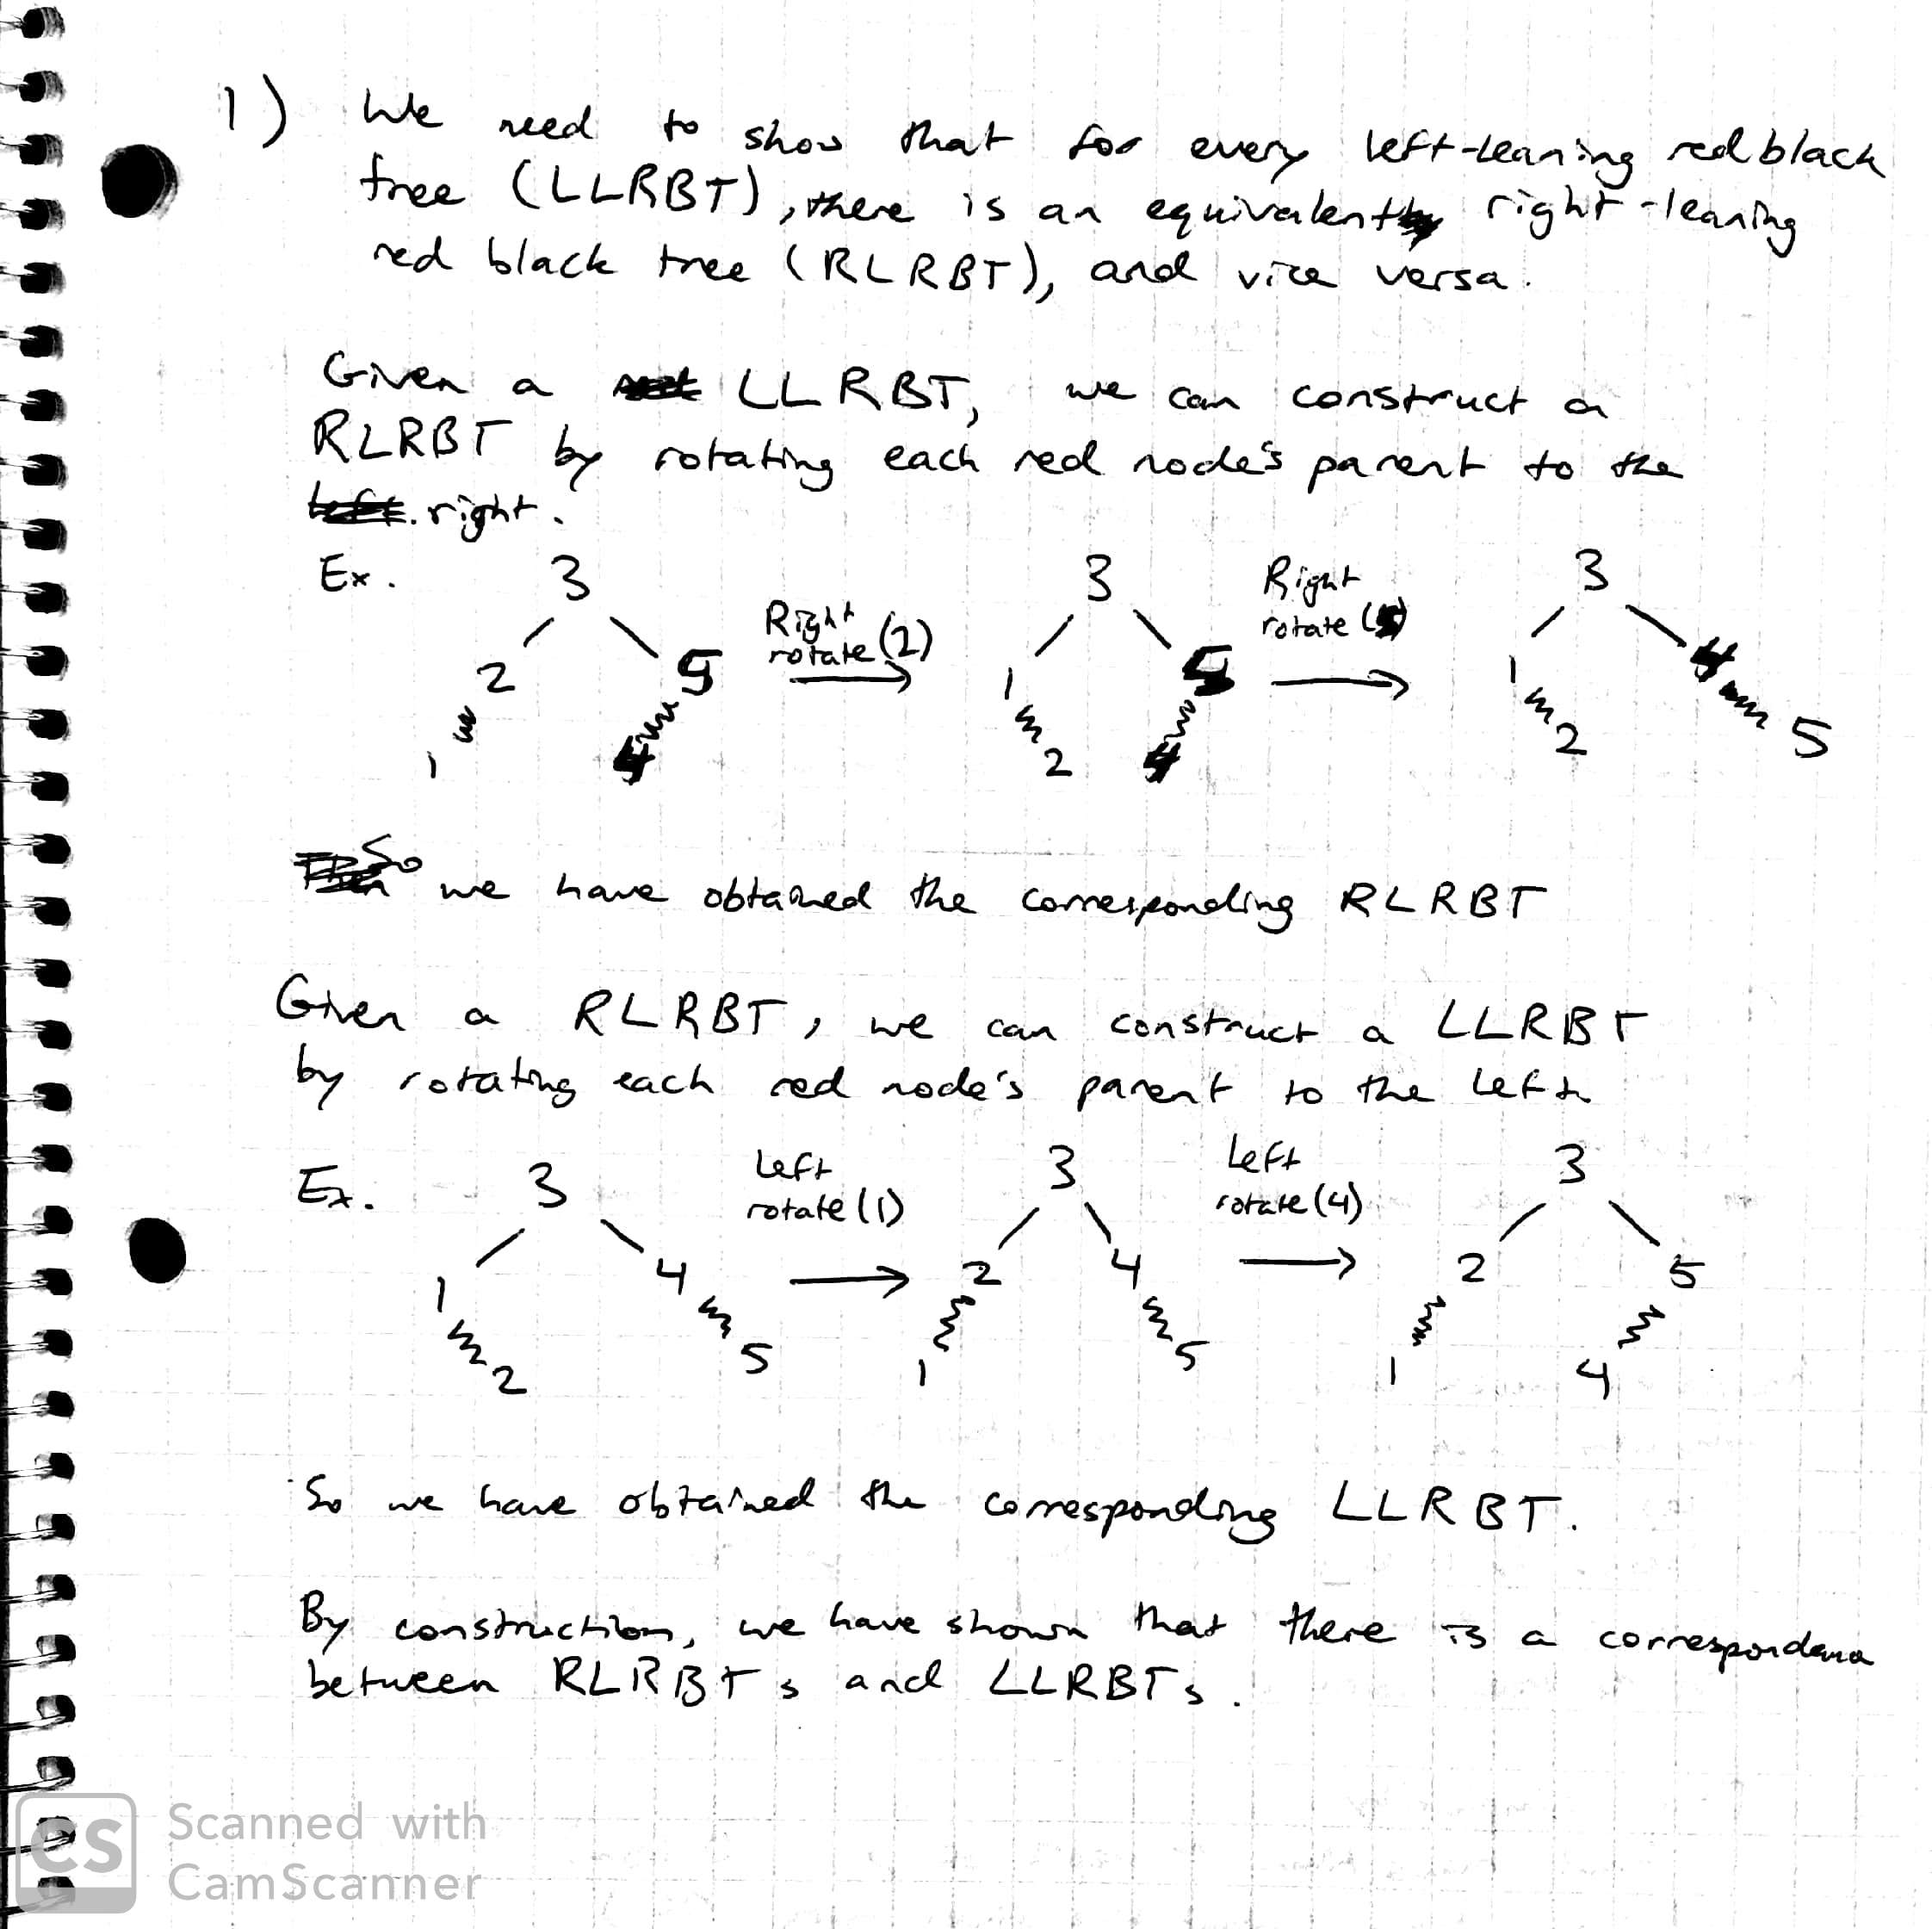 1) We need to show that for every left-leaning red black
tree (LLRBT), there is an equivalent right-leaning
red black tree (RLRBT), and vice versa.
Given a LLRBT, we can construct a
RLRBT by rotating each red node's parent to the
right.
Ex.
3
2 5
1 4
Right
rotate (2)
3
1 5
2 4
Right
rotate (5)
3
1 4
2 5
So we have obtained the corresponding RLRBT
Given a RLRBT, we can construct a LLRBT
by rotating each red node's parent to the left
Ex.
3
1 4
2 5
Left
rotate (1)
3
2 4
1 5
Left
rotate (4)
3
2 5
1 4
So we have obtained the corresponding LLRBT.
By construction, we have shown that there is a correspondence
between RLRBTs and LLRBTs.
CS Scanned with
CamScanner